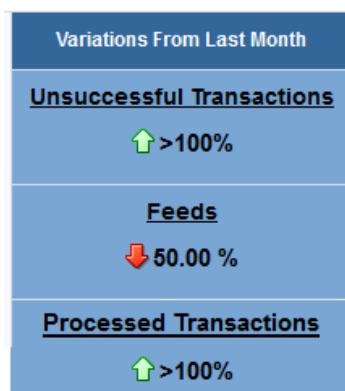 Variations From Last Month
Unsuccessful Transactions
>100%
Feeds
50.00 %
Processed Transactions
>100%